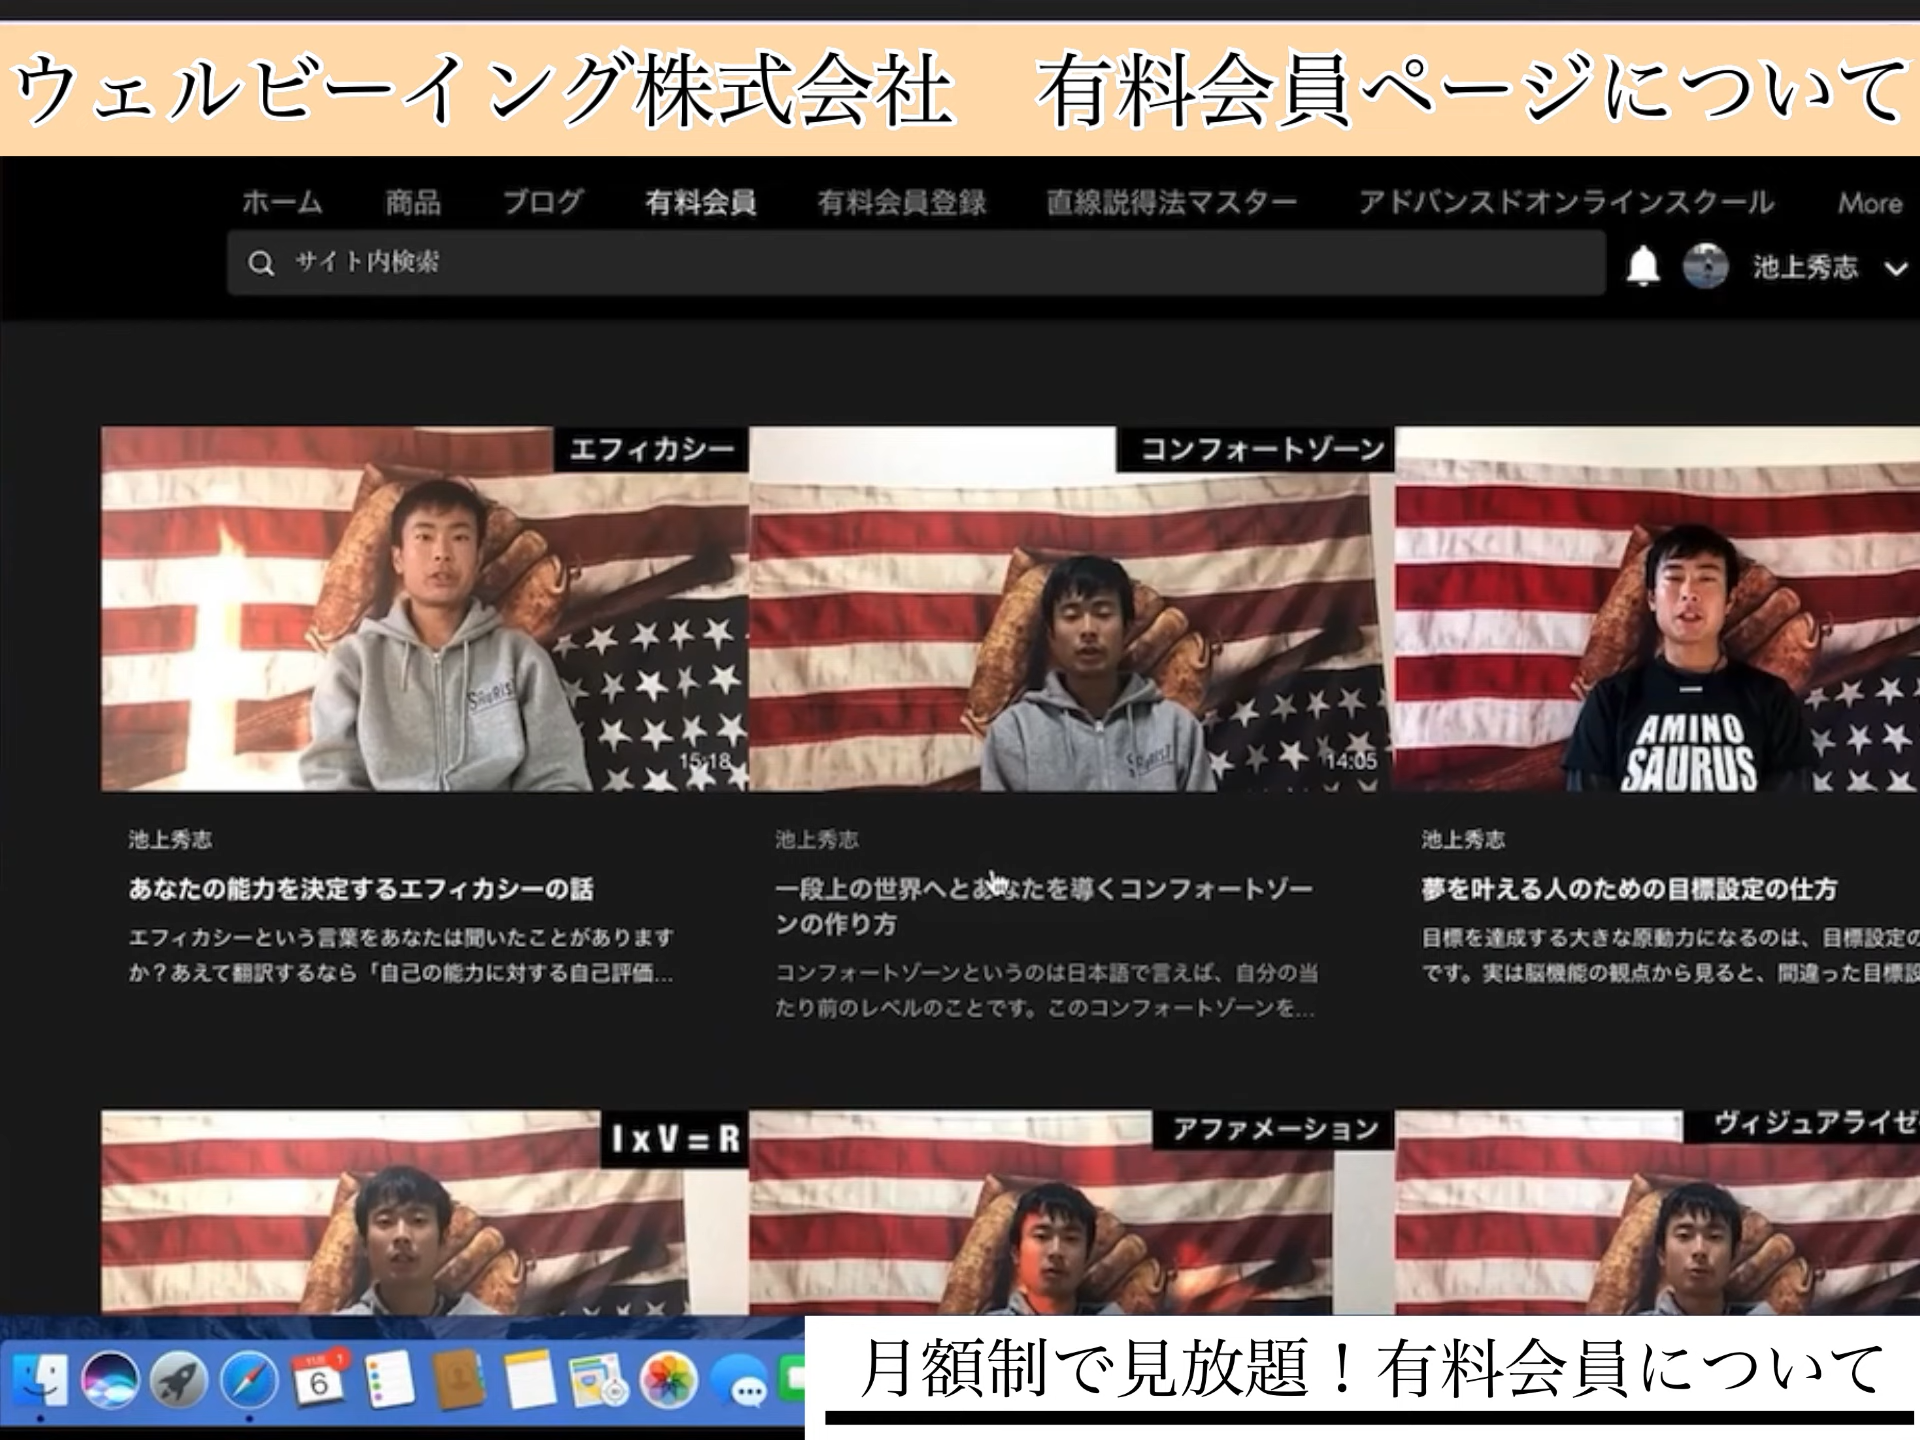 ウェルビーイング株式会社　有料会員ページについて
ホーム 商品 ブログ 有料会員 有料会員登録 直線説得法マスター アドバンスドオンラインスクール More
サイト内検索 池上秀志
エフィカシー コンフォートゾーン
AMINO
SAURUS
15:18 14:05
池上秀志 池上秀志 池上秀志
あなたの能力を決定するエフィカシーの話
エフィカシーという言葉をあなたは聞いたことがあります
か？あえて翻訳するなら「自己の能力に対する自己評価...
一段上の世界へとあなたを導くコンフォートゾー
ンの作り方
コンフォートゾーンというのは日本語で言えば、自分の当
たり前のレベルのことです。このコンフォートゾーンを...
夢を叶える人のための目標設定の仕方
目標を達成する大きな原動力になるのは、目標設定の
です。実は脳機能の観点から見ると、間違った目標設
I x V = R アファメーション ヴィジュアライゼ
6 1
月額制で見放題！有料会員について